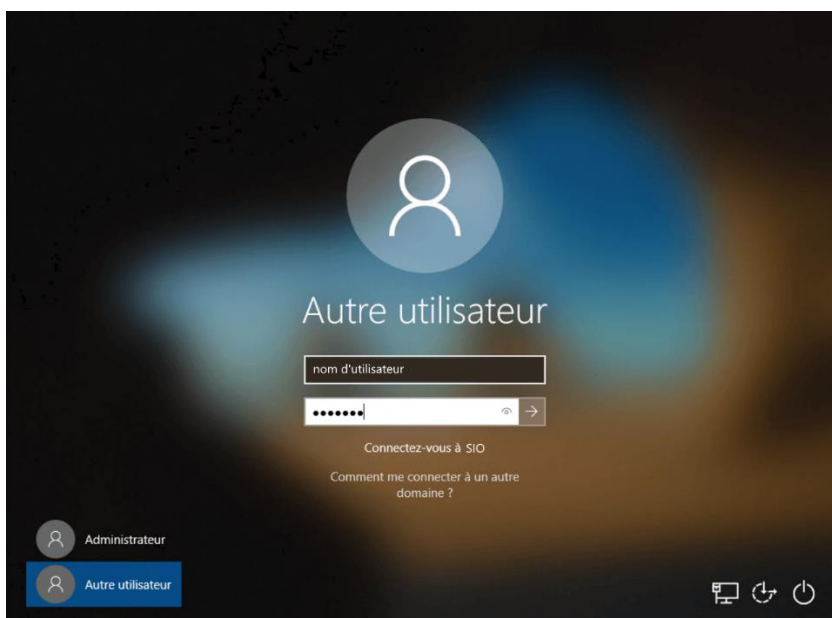 Autre utilisateur
nom d'utilisateur
Connectez-vous à SIO
Comment me connecter à un autre
domaine ?
Administrateur
Autre utilisateur